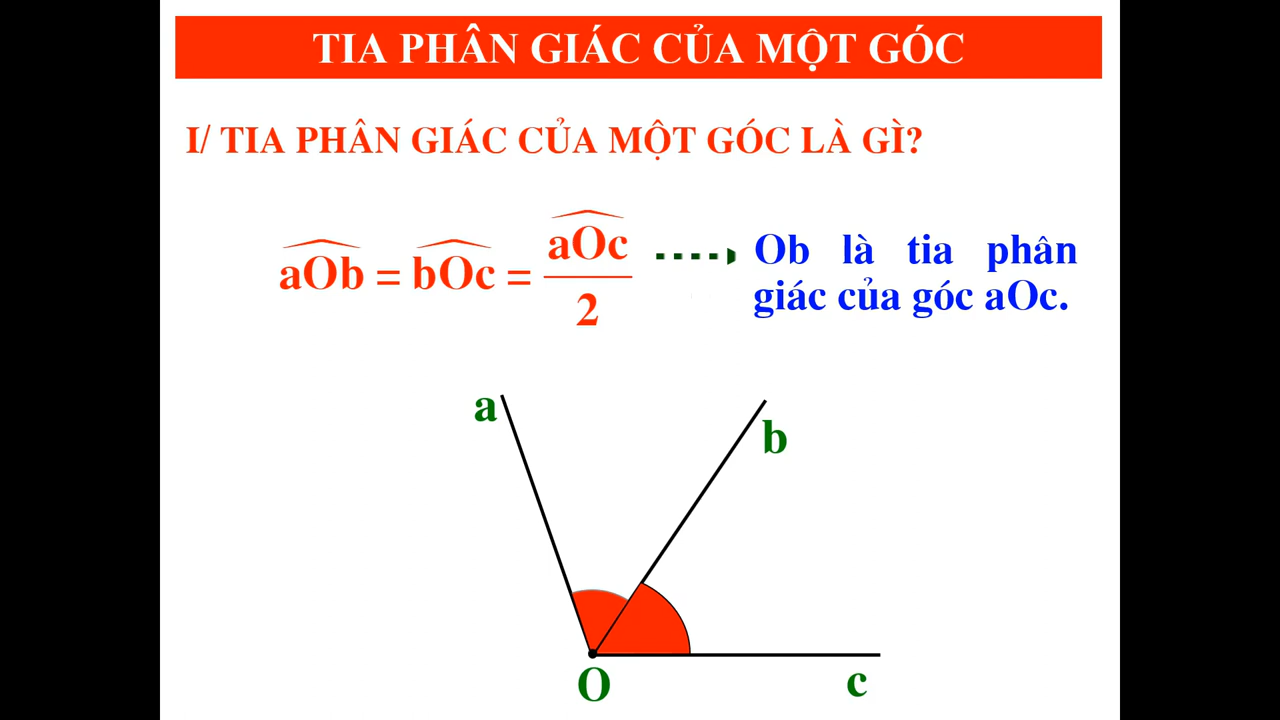 TIA PHÂN GIÁC CỦA MỘT GÓC
I/ TIA PHÂN GIÁC CỦA MỘT GÓC LÀ GÌ?
aOb = bOc = aOc / 2
Ob là tia phân
giác của góc aOc.
a
b
O
c